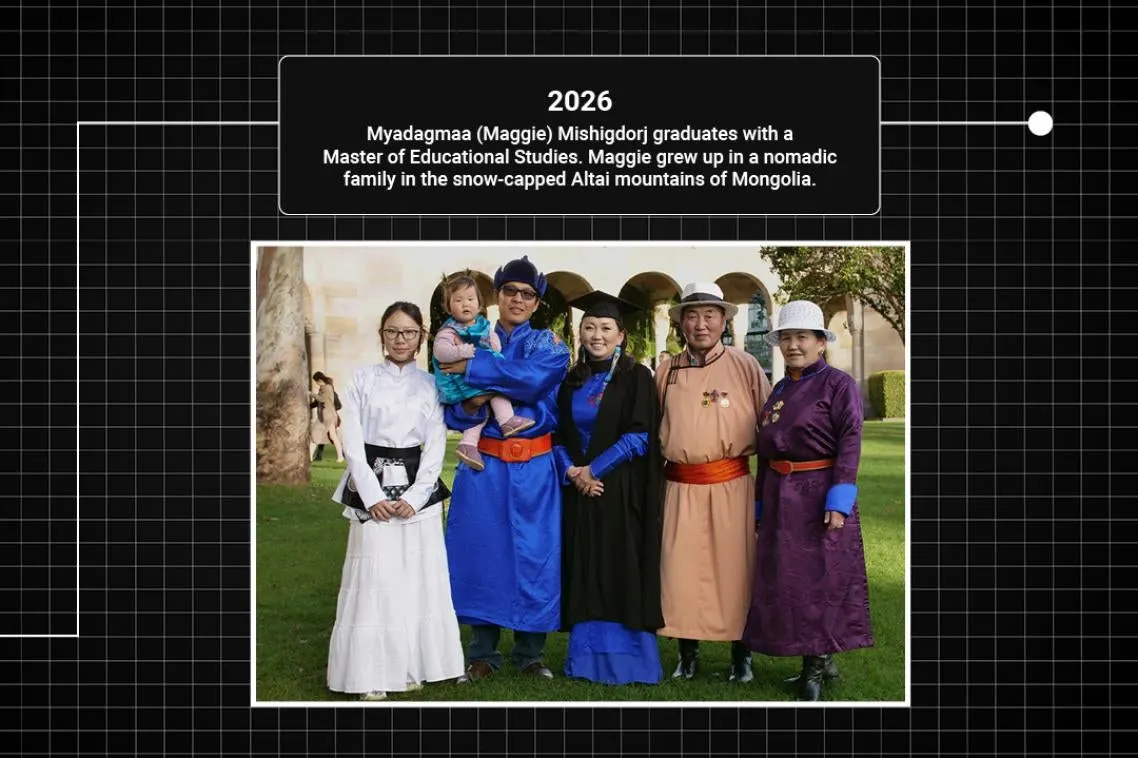 2026
Myadagmaa (Maggie) Mishigdorj graduates with a
Master of Educational Studies. Maggie grew up in a nomadic
family in the snow-capped Altai mountains of Mongolia.